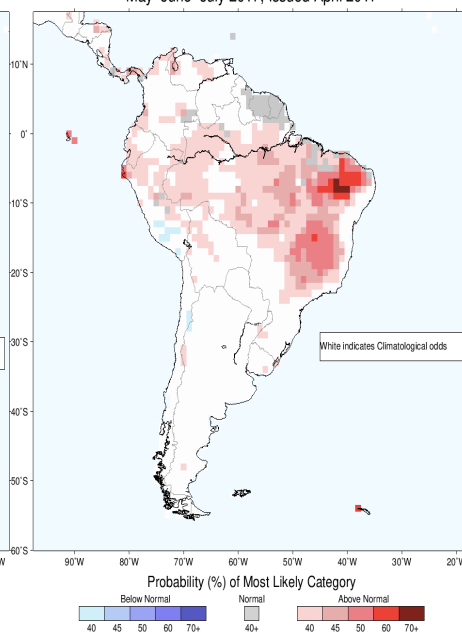 May-June-July 2017, Issued April 2017
10°N
0°
10°S
20°S
30°S
40°S
50°S
60°S
White indicates Climatological odds
W
90°W
80°W
70°W
60°W
50°W
40°W
30°W
20°W
Probability (%) of Most Likely Category
Below Normal Normal Above Normal
40 45 50 60 70+ 40+ 40 45 50 60 70+